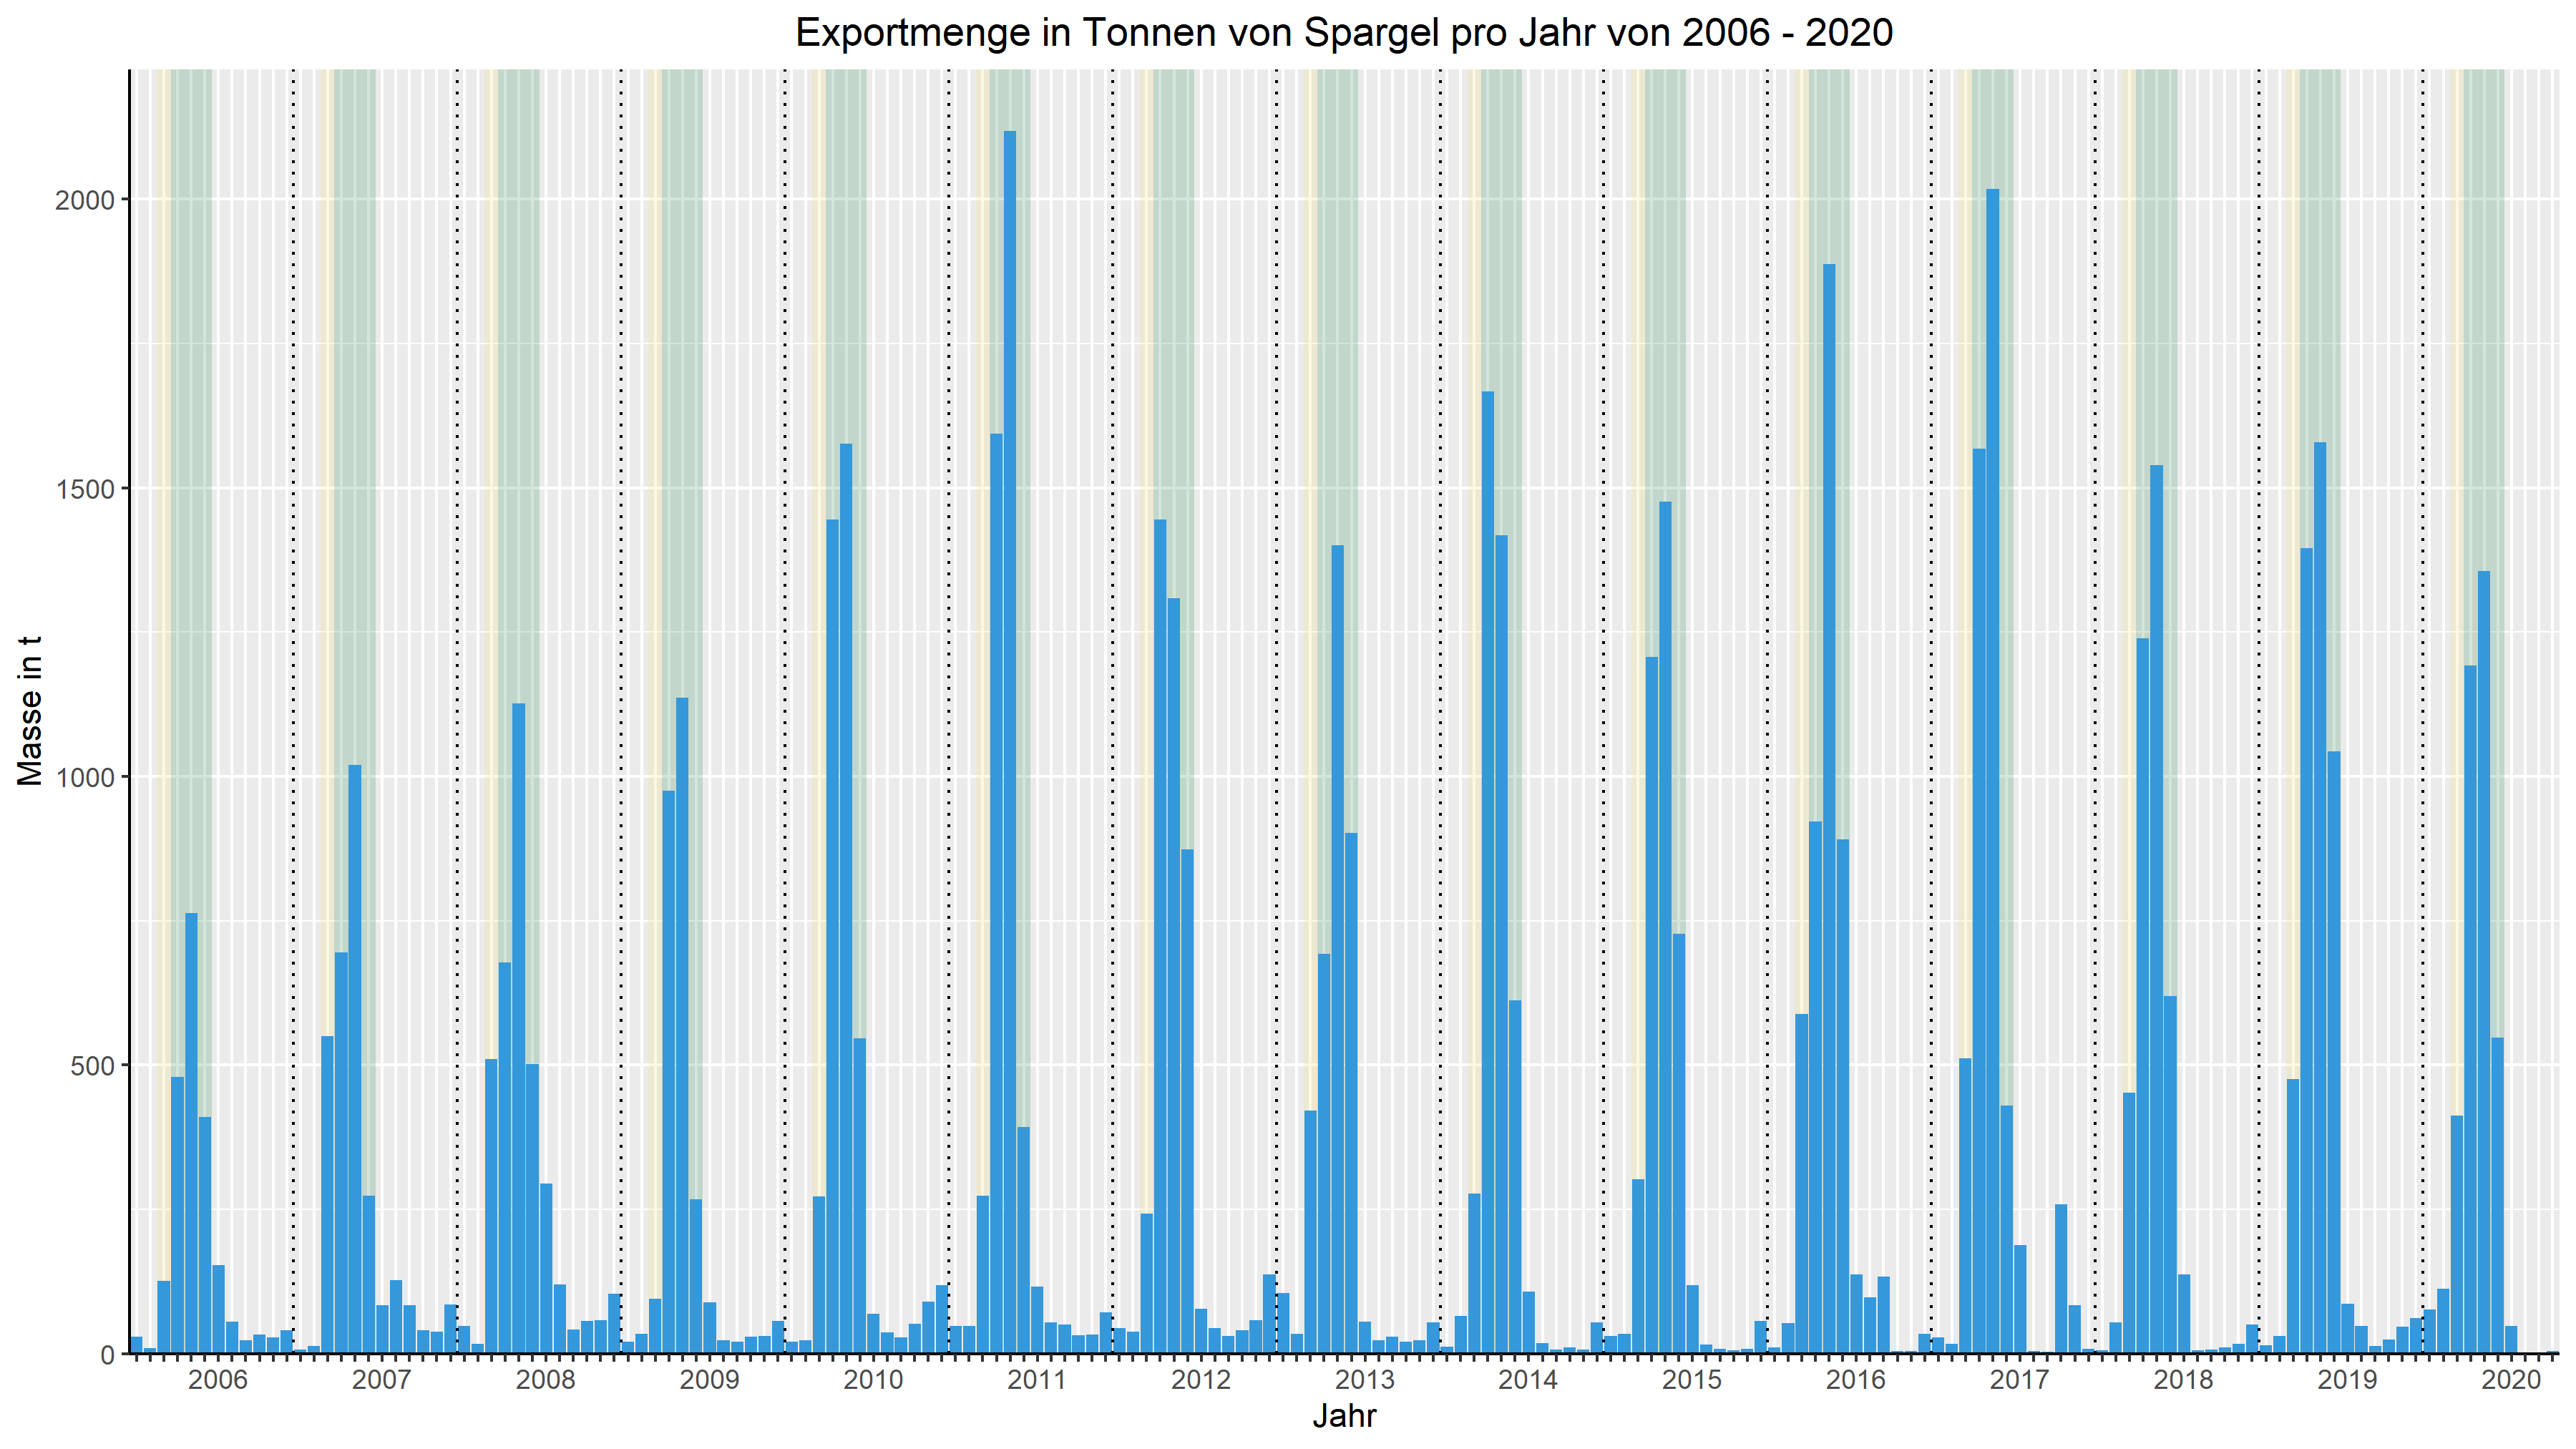 Exportmenge in Tonnen von Spargel pro Jahr von 2006 - 2020
Masse in t
2000
1500
1000
500
0
2006 2007 2008 2009 2010 2011 2012 2013 2014 2015 2016 2017 2018 2019 2020
Jahr